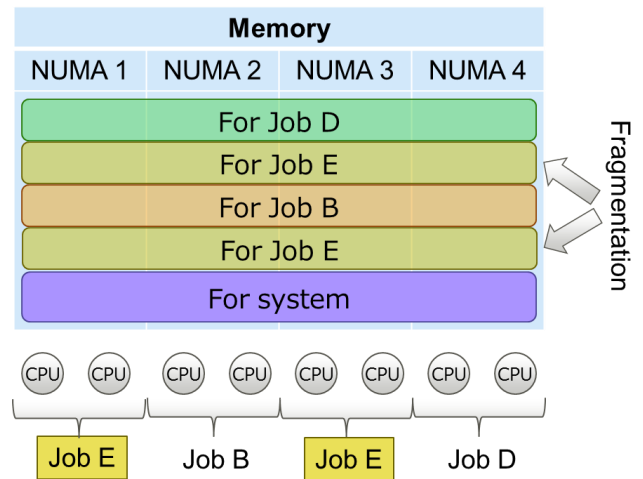 Memory
NUMA 1 NUMA 2 NUMA 3 NUMA 4
For Job D
For Job E
For Job B
For Job E
For system
Fragmentation
CPU CPU CPU CPU CPU CPU CPU CPU
Job E Job B Job E Job D